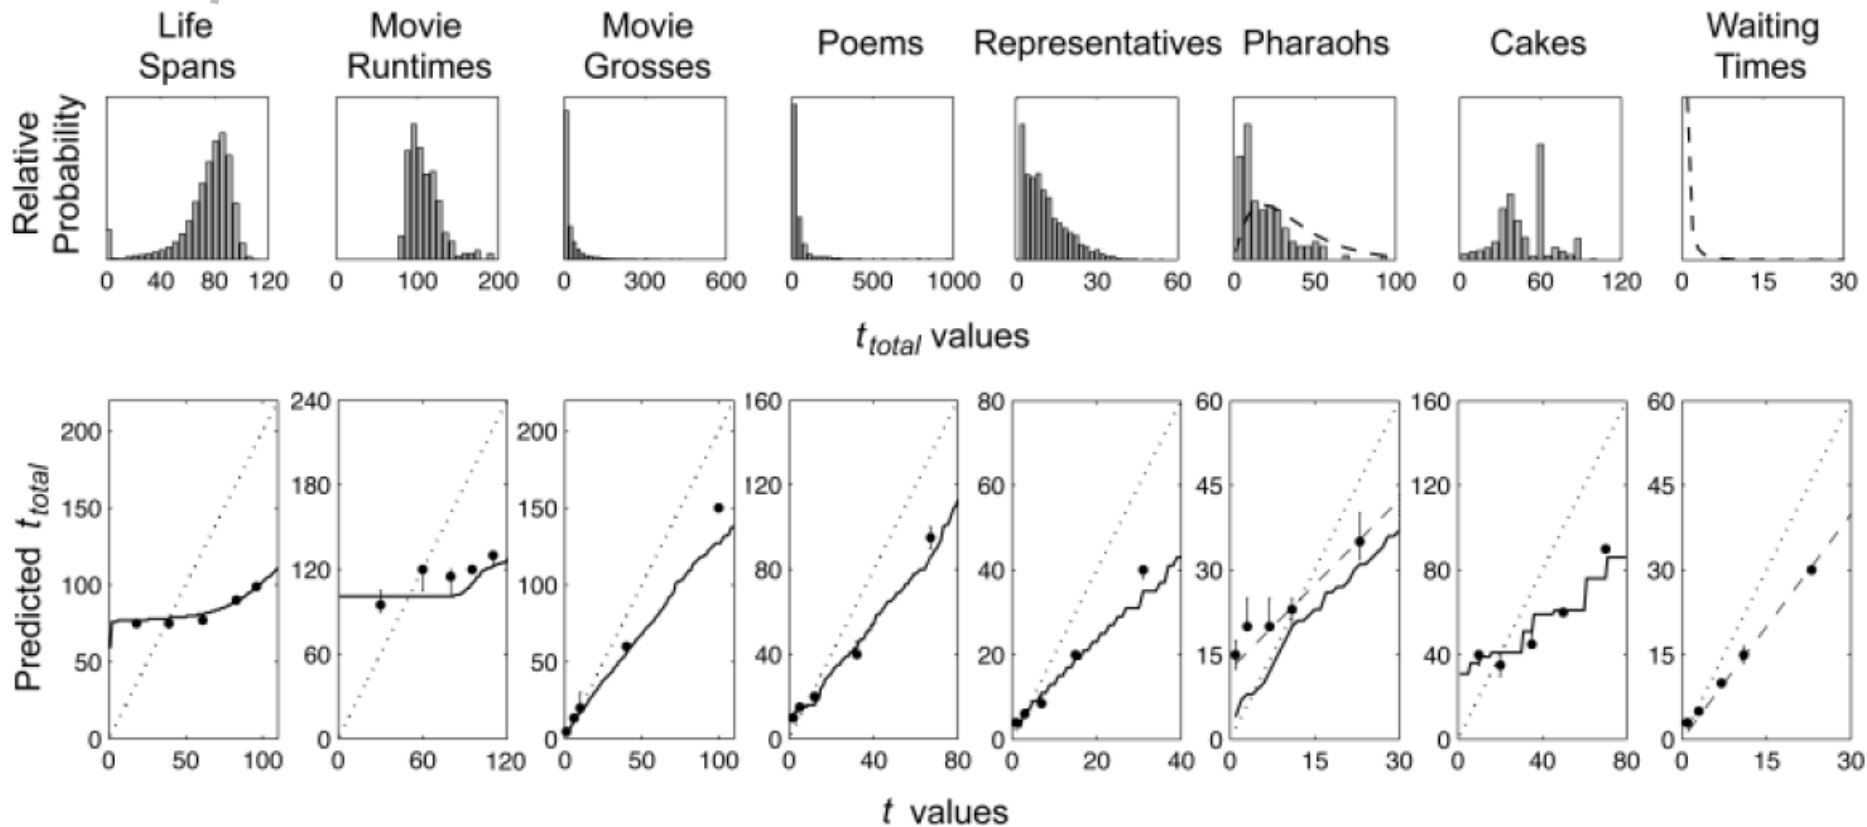 Life Spans
Movie Runtimes
Movie Grosses
Poems
Representatives
Pharaohs
Cakes
Waiting Times
Relative Probability
0 40 80 120
0 100 200
0 300 600
0 500 1000
0 30 60
0 50 100
0 60 120
0 15 30
t_total values
Predicted t_total
200
150
100
50
0
0 50 100
240
180
120
60
0
0 60 120
200
150
100
50
0
0 50 100
160
120
80
40
0
0 40 80
80
60
40
20
0
0 20 40
60
45
30
15
0
0 15 30
160
120
80
40
0
0 40 80
60
45
30
15
0
0 15 30
t values